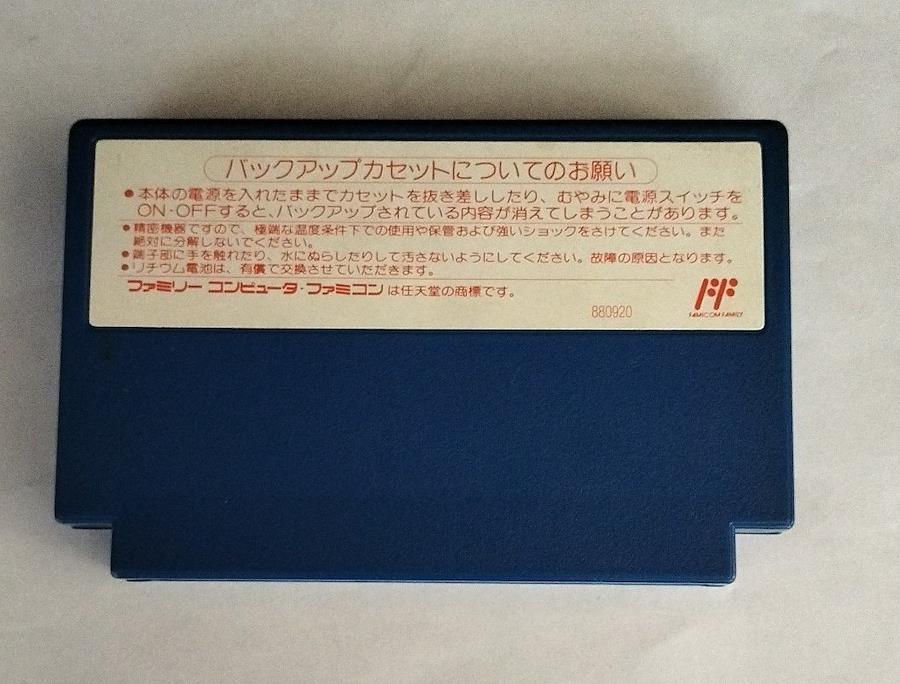 バックアップカセットについてのお願い
●本体の電源を入れたままでカセットを抜き差ししたり、むやみに電源スイッチを
ON·OFFすると、バックアップされている内容が消えてしまうことがあります。
●精密機器ですので、極端な温度条件下での使用や保管および強いショックをさけてください。また
絶対に分解しないでください。
●端子部に手を触れたり、水にぬらしたりして汚さないようにしてください。故障の原因となります。
●リチウム電池は、有償で交換させていただきます。
ファミリー コンピュータ·ファミコンは任天堂の商標です。
880920
FAMICOM FAMILY